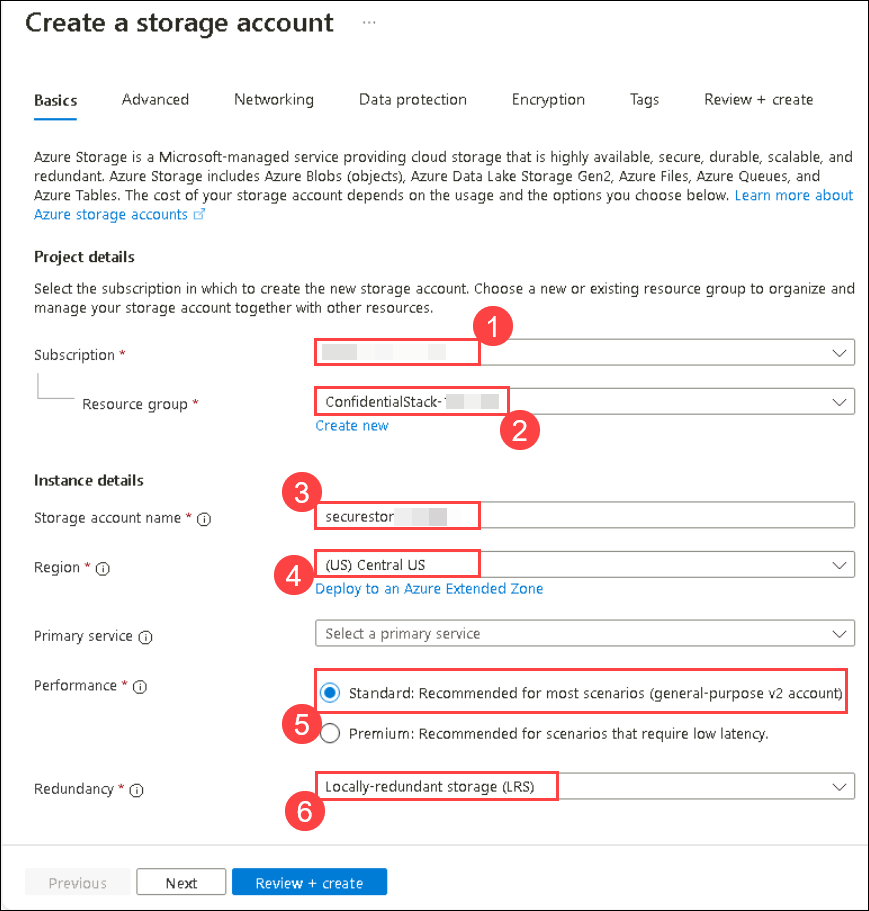 Create a storage account ...
Basics Advanced Networking Data protection Encryption Tags Review + create
Azure Storage is a Microsoft-managed service providing cloud storage that is highly available, secure, durable, scalable, and
redundant. Azure Storage includes Azure Blobs (objects), Azure Data Lake Storage Gen2, Azure Files, Azure Queues, and
Azure Tables. The cost of your storage account depends on the usage and the options you choose below. Learn more about
Azure storage accounts
Project details
Select the subscription in which to create the new storage account. Choose a new or existing resource group to organize and
manage your storage account together with other resources.
1
Subscription *
Resource group * ConfidentialStack-
Create new
2
Instance details
3
Storage account name * securestor
Region * (US) Central US
4
Deploy to an Azure Extended Zone
Primary service Select a primary service
Performance * Standard: Recommended for most scenarios (general-purpose v2 account)
5
Premium: Recommended for scenarios that require low latency.
Redundancy * Locally-redundant storage (LRS)
6
Previous Next Review + create